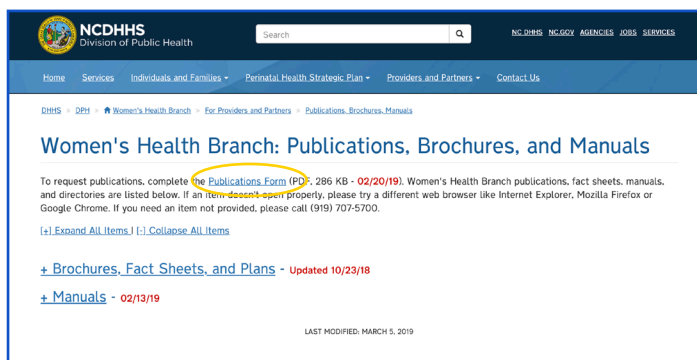 NCDHHS
Division of Public Health
Search
NC DHHS NC.GOV AGENCIES JOBS SERVICES
Home Services Individuals and Families Perinatal Health Strategic Plan Providers and Partners Contact Us
DHHS > DPH > Women's Health Branch > For Providers and Partners > Publications, Brochures, Manuals
Women's Health Branch: Publications, Brochures, and Manuals
To request publications, complete the Publications Form (PDF, 286 KB - 02/20/19). Women's Health Branch publications, fact sheets, manuals,
and directories are listed below. If an item doesn't open properly, please try a different web browser like Internet Explorer, Mozilla Firefox or
Google Chrome. If you need an item not provided, please call (919) 707-5700.
[+] Expand All Items | [-] Collapse All Items
+ Brochures, Fact Sheets, and Plans - Updated 10/23/18
+ Manuals - 02/13/19
LAST MODIFIED: MARCH 5, 2019